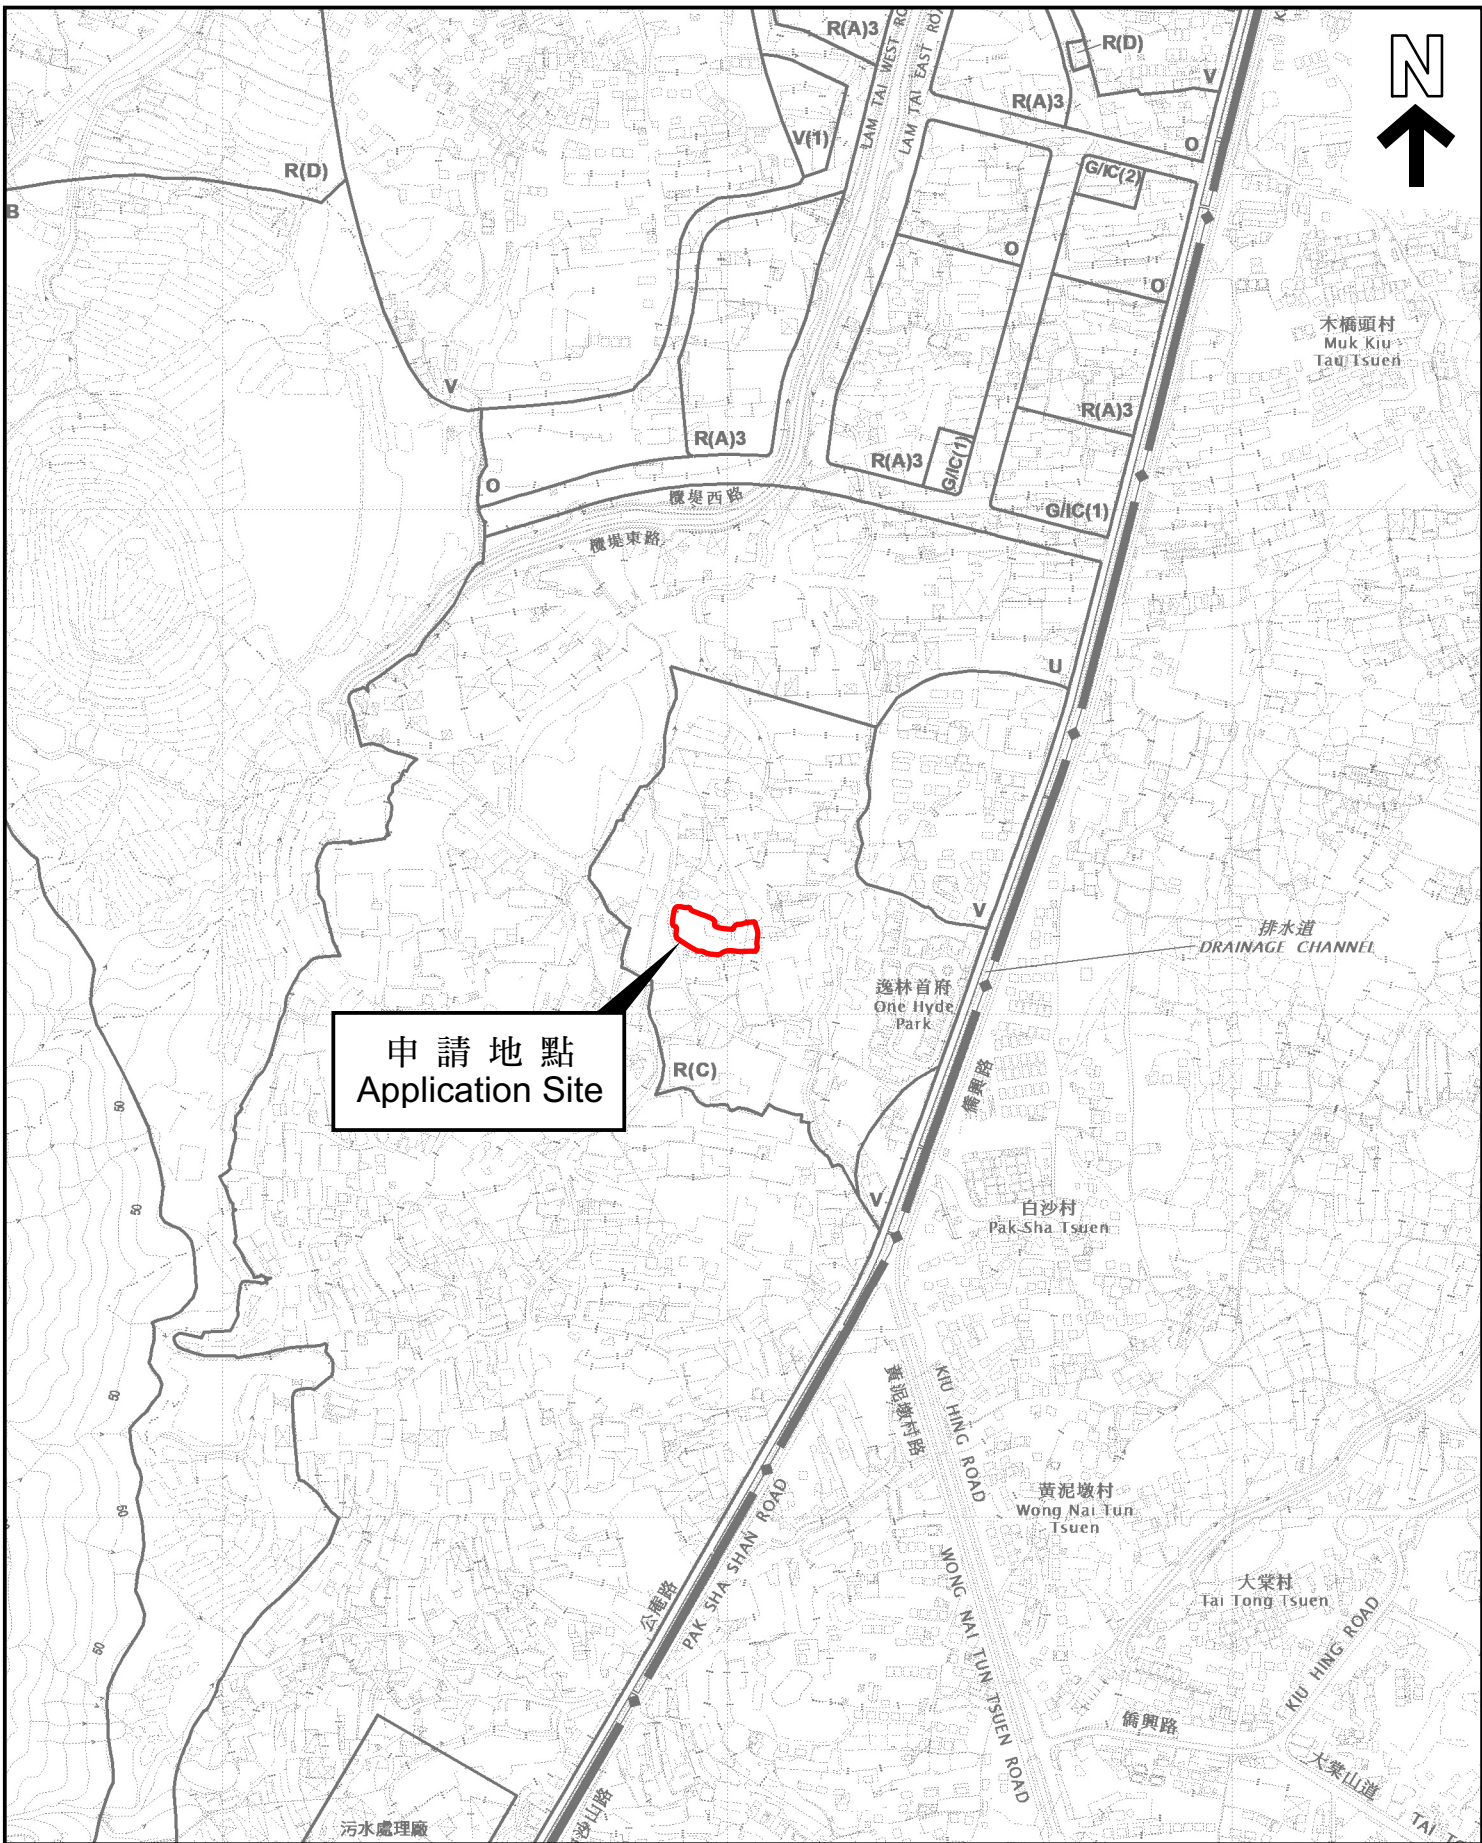 R(A)3
LAM TAI WEST RO
LAM TAI EAST ROA
R(D)
V
N
R(A)3
V(1)
O
R(D)
G/IC(2)
B
O
O
木橋頭村
Muk Kiu
Tau Tsuen
V
R(A)3
R(A)3
R(A)3
G/IC(1)
O
欖堤西路
G/IC(1)
欖堤東路
U
V
排水道
DRAINAGE CHANNEL
逸林首府
One Hyde
Park
申請地點
Application Site
R(C)
僑興路
50
50
V
白沙村
Pak Sha Tsuen
50
黃泥墩村路
KIU HING ROAD
黃泥墩村
Wong Nai Tun
Tsuen
50
PAK SHA SHAN ROAD
公庵路
WONG NAI TUN TSUEN ROAD
大棠村
Tai Tong Tsuen
KIU HING ROAD
50
僑興路
大棠山道
TAI T
沙山路
污水處理廠